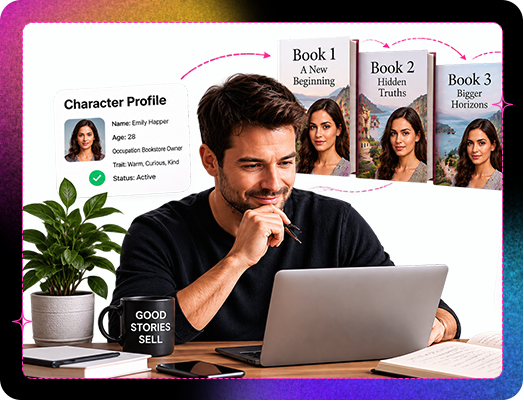 Character Profile
Name: Emily Happer
Age: 28
Occupation Bookstore Owner
Trait: Warm, Curious, Kind
Status: Active
Book 1
A New
Beginning
Book 2
Hidden
Truths
Book 3
Bigger
Horizons
GOOD
STORIES
SELL